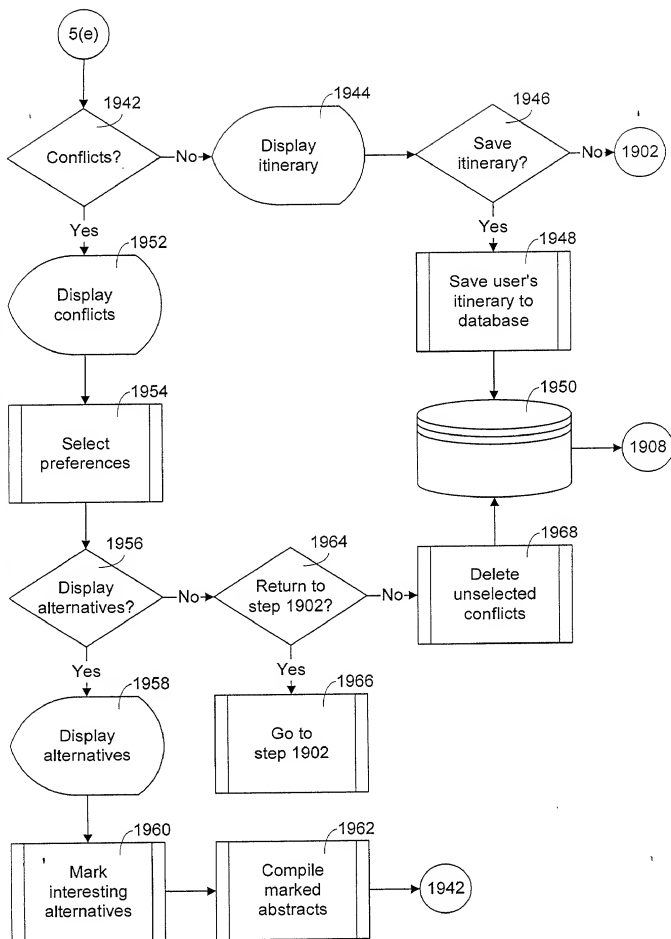 5(e)
1942
Conflicts?
No
1944
Display
itinerary
1946
Save
itinerary?
No
1902
Yes
Yes
1952
Display
conflicts
1948
Save user's
itinerary to
database
1954
Select
preferences
1950
1908
1956
Display
alternatives?
No
1964
Return to
step 1902?
No
1968
Delete
unselected
conflicts
Yes
Yes
1958
Display
alternatives
1966
Go to
step 1902
1960
Mark
interesting
alternatives
1962
Compile
marked
abstracts
1942